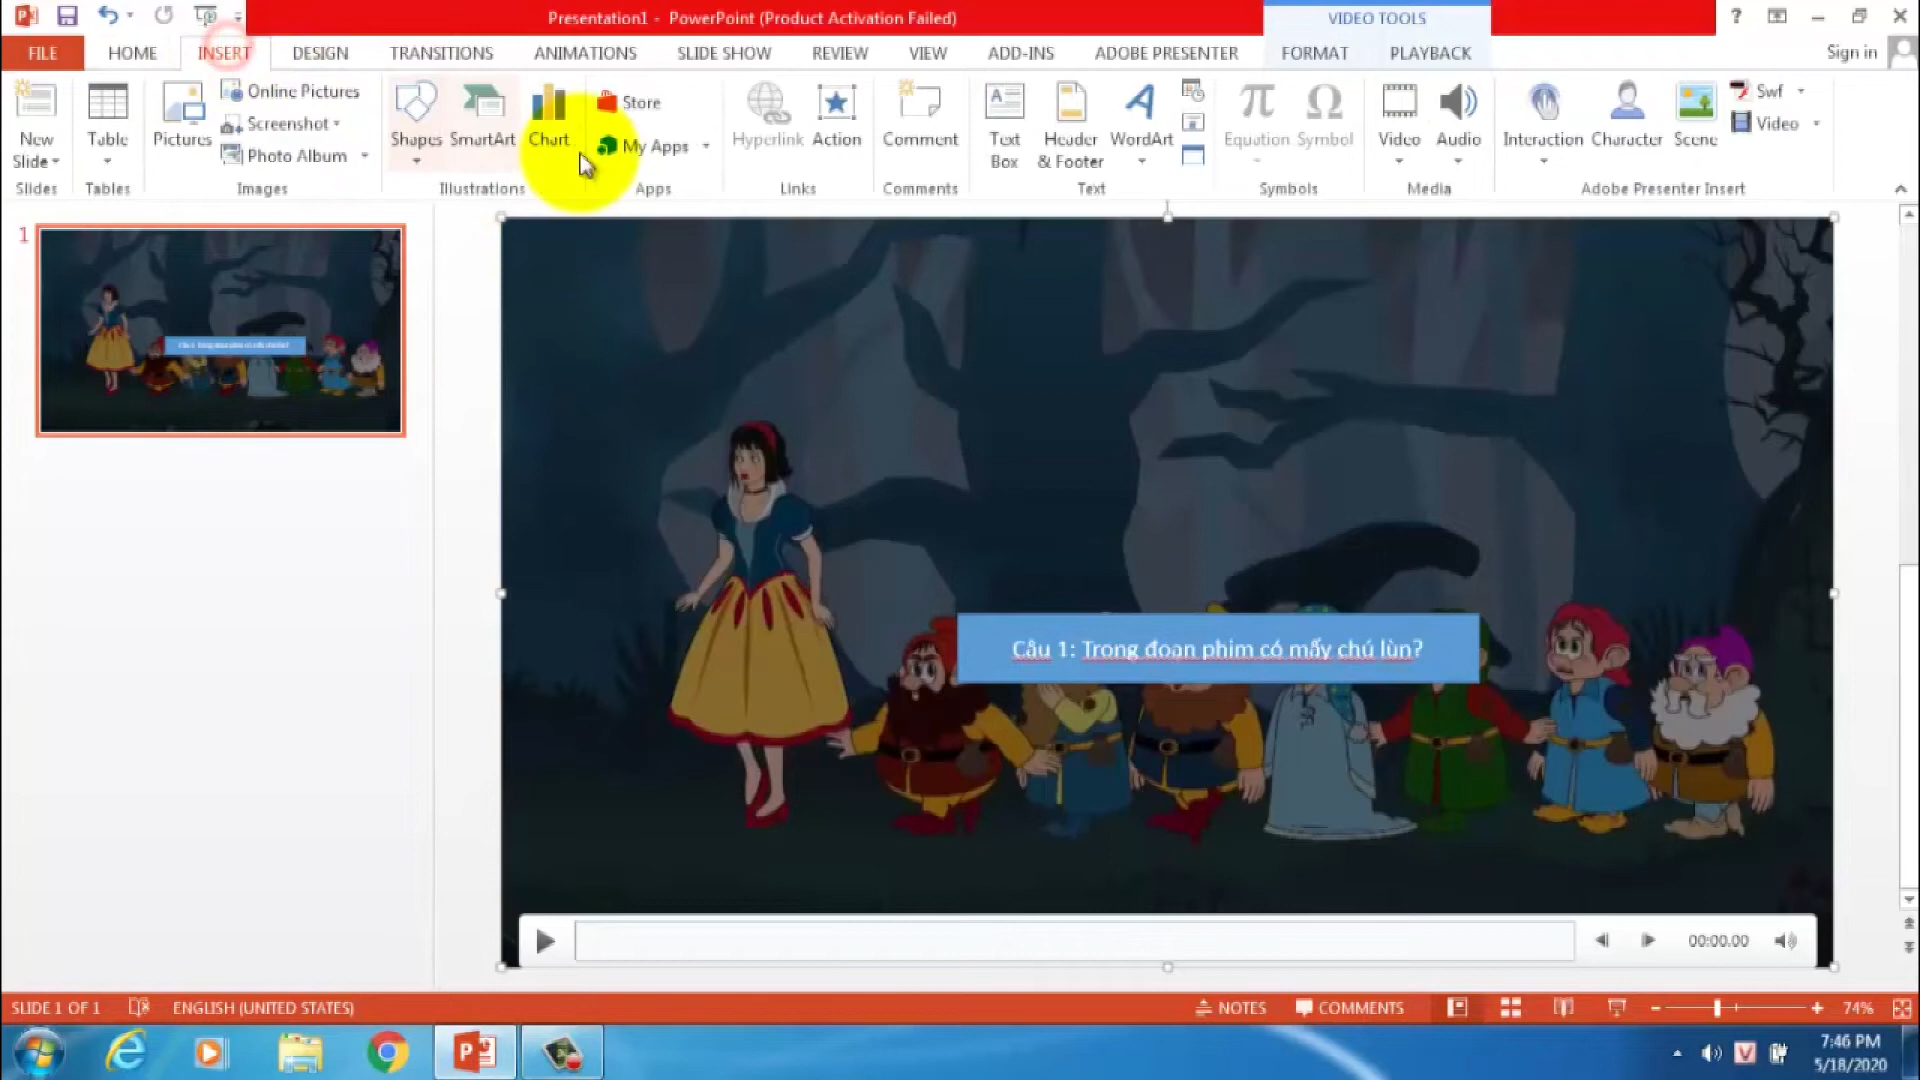 Presentation1 - PowerPoint (Product Activation Failed)
VIDEO TOOLS
FILE
HOME
INSERT
DESIGN
TRANSITIONS
ANIMATIONS
SLIDE SHOW
REVIEW
VIEW
ADD-INS
ADOBE PRESENTER
FORMAT
PLAYBACK
Sign in
New Slide
Table
Pictures
Online Pictures
Screenshot
Photo Album
Shapes
SmartArt
Chart
Store
My Apps
Hyperlink
Action
Comment
Text Box
Header & Footer
WordArt
Equation
Symbol
Video
Audio
Interaction
Character
Scene
Swf
Video
Slides
Tables
Images
Illustrations
Apps
Links
Comments
Text
Symbols
Media
Adobe Presenter Insert
1
Câu 1: Trong đoạn phim có mấy chú lùn?
00:00.00
SLIDE 1 OF 1
ENGLISH (UNITED STATES)
NOTES
COMMENTS
74%
7:46 PM
5/18/2020